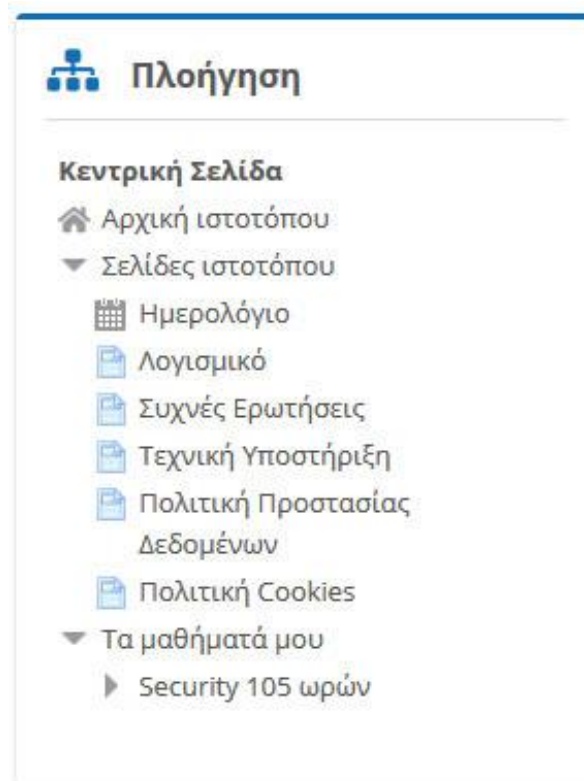 Πλοήγηση
Κεντρική Σελίδα
Αρχική ιστοτόπου
Σελίδες ιστοτόπου
Ημερολόγιο
Λογισμικό
Συχνές Ερωτήσεις
Τεχνική Υποστήριξη
Πολιτική Προστασίας
Δεδομένων
Πολιτική Cookies
Τα μαθήματά μου
Security 105 ωρών